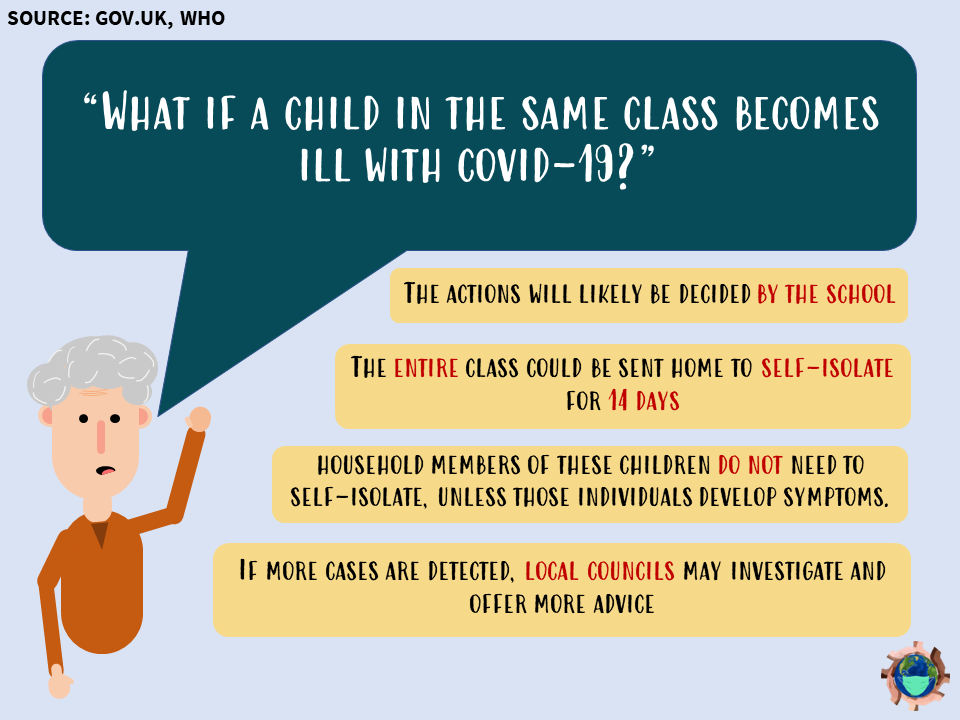 SOURCE: GOV.UK, WHO
“WHAT IF A CHILD IN THE SAME CLASS BECOMES
ILL WITH COVID-19?”
THE ACTIONS WILL LIKELY BE DECIDED BY THE SCHOOL
THE ENTIRE CLASS COULD BE SENT HOME TO SELF-ISOLATE
FOR 14 DAYS
HOUSEHOLD MEMBERS OF THESE CHILDREN DO NOT NEED TO
SELF-ISOLATE, UNLESS THOSE INDIVIDUALS DEVELOP SYMPTOMS.
IF MORE CASES ARE DETECTED, LOCAL COUNCILS MAY INVESTIGATE AND
OFFER MORE ADVICE